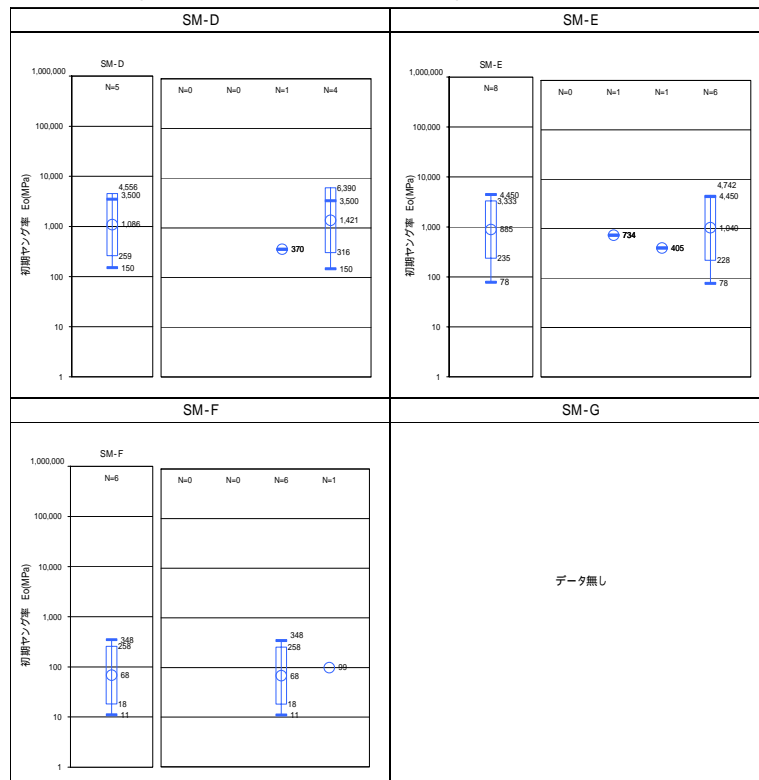 SM-D
SM-E
SM-D
1,000,000
100,000
10,000
1,000
100
10
1
初期ヤング率 Eo(MPa)
N=5
N=0
N=0
N=1
N=4
4,556
3,500
1,086
259
150
370
6,390
3,500
1,421
316
150
SM-E
1,000,000
100,000
10,000
1,000
100
10
1
初期ヤング率 Eo(MPa)
N=8
N=0
N=1
N=1
N=6
4,450
3,333
885
235
78
734
405
4,742
4,450
1,040
228
78
SM-F
SM-G
SM-F
1,000,000
100,000
10,000
1,000
100
10
1
初期ヤング率 Eo(MPa)
N=6
N=0
N=0
N=6
N=1
348
258
68
18
11
348
258
68
18
11
99
データ無し